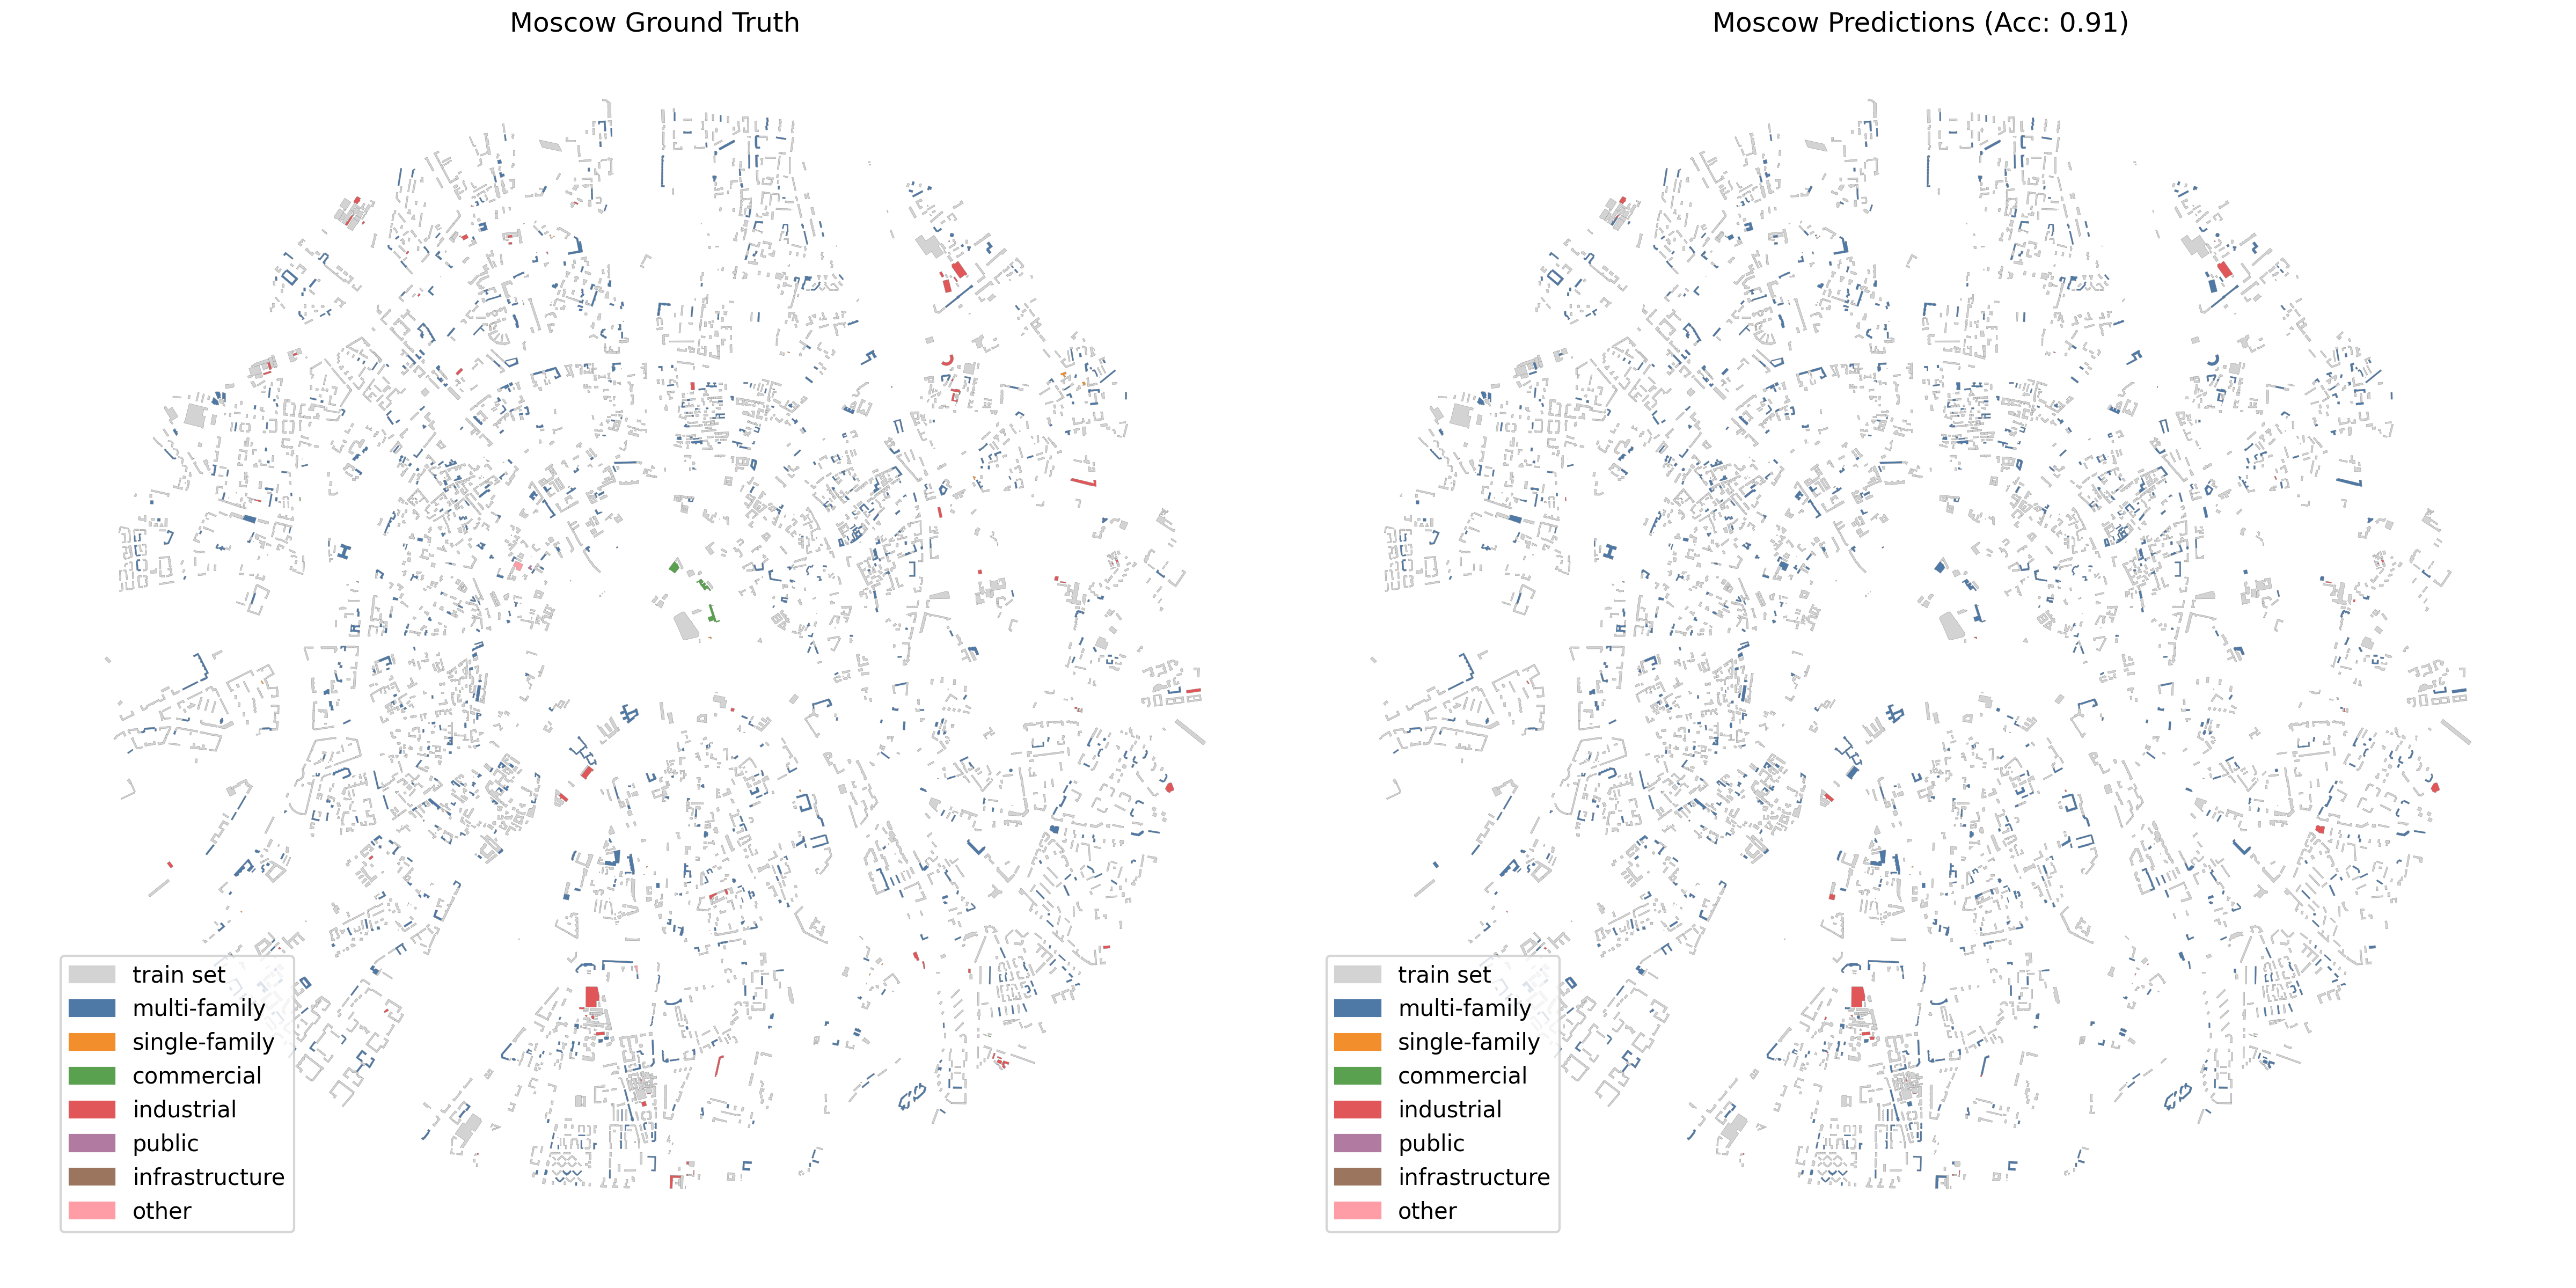 Moscow Ground Truth
train set
multi-family
single-family
commercial
industrial
public
infrastructure
other
Moscow Predictions (Acc: 0.91)
train set
multi-family
single-family
commercial
industrial
public
infrastructure
other